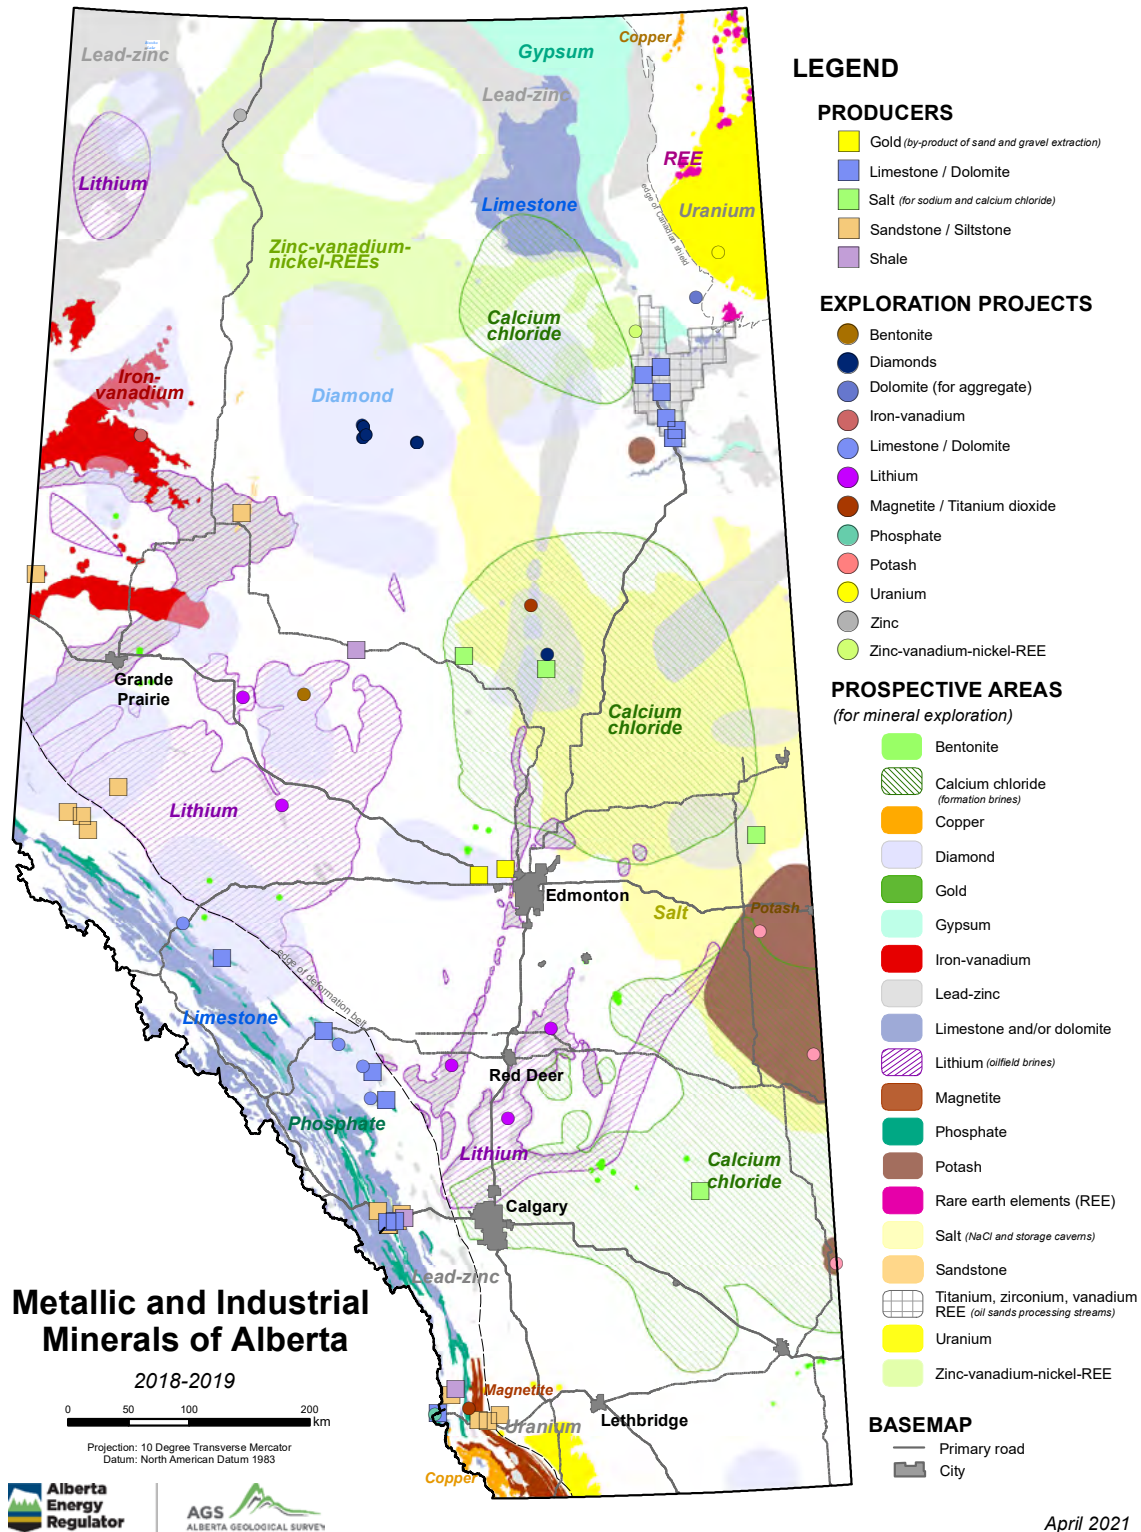 Copper
Lead-zinc
Gypsum
Lead-zinc
REE
Lithium
Limestone
Uranium
edge of Canadian shield
Zinc-vanadium-
nickel-REEs
Calcium
chloride
Iron-
vanadium
Diamond
Grande
Prairie
Calcium
chloride
Lithium
Edmonton
Salt
Potash
edge of deformation belt
Limestone
Red Deer
Phosphate
Lithium
Calcium
chloride
Calgary
Lead-zinc
Magnetite
Uranium
Lethbridge
Copper
Metallic and Industrial
Minerals of Alberta
2018-2019
0 50 100 200
km
Projection: 10 Degree Transverse Mercator
Datum: North American Datum 1983
Alberta
Energy
Regulator
AGS
ALBERTA GEOLOGICAL SURVEY
LEGEND
PRODUCERS
Gold (by-product of sand and gravel extraction)
Limestone / Dolomite
Salt (for sodium and calcium chloride)
Sandstone / Siltstone
Shale
EXPLORATION PROJECTS
Bentonite
Diamonds
Dolomite (for aggregate)
Iron-vanadium
Limestone / Dolomite
Lithium
Magnetite / Titanium dioxide
Phosphate
Potash
Uranium
Zinc
Zinc-vanadium-nickel-REE
PROSPECTIVE AREAS
(for mineral exploration)
Bentonite
Calcium chloride
(formation brines)
Copper
Diamond
Gold
Gypsum
Iron-vanadium
Lead-zinc
Limestone and/or dolomite
Lithium (oilfield brines)
Magnetite
Phosphate
Potash
Rare earth elements (REE)
Salt (NaCl and storage caverns)
Sandstone
Titanium, zirconium, vanadium
REE (oil sands processing streams)
Uranium
Zinc-vanadium-nickel-REE
BASEMAP
Primary road
City
April 2021